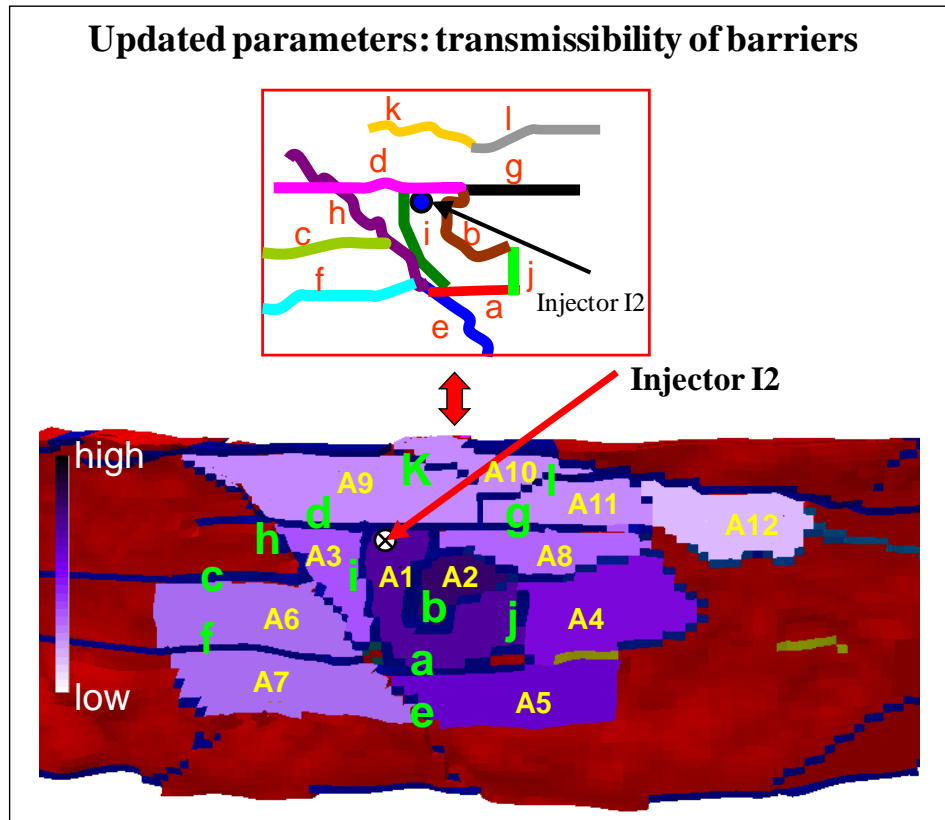 Updated parameters: transmissibility of barriers
k
l
d
g
h
i
b
c
j
f
a
Injector I2
e
Injector I2
high
K
A10
l
A9
A11
d
g
A12
h
A3
i
A1
A2
A8
c
b
j
A6
A4
f
a
A7
A5
e
low